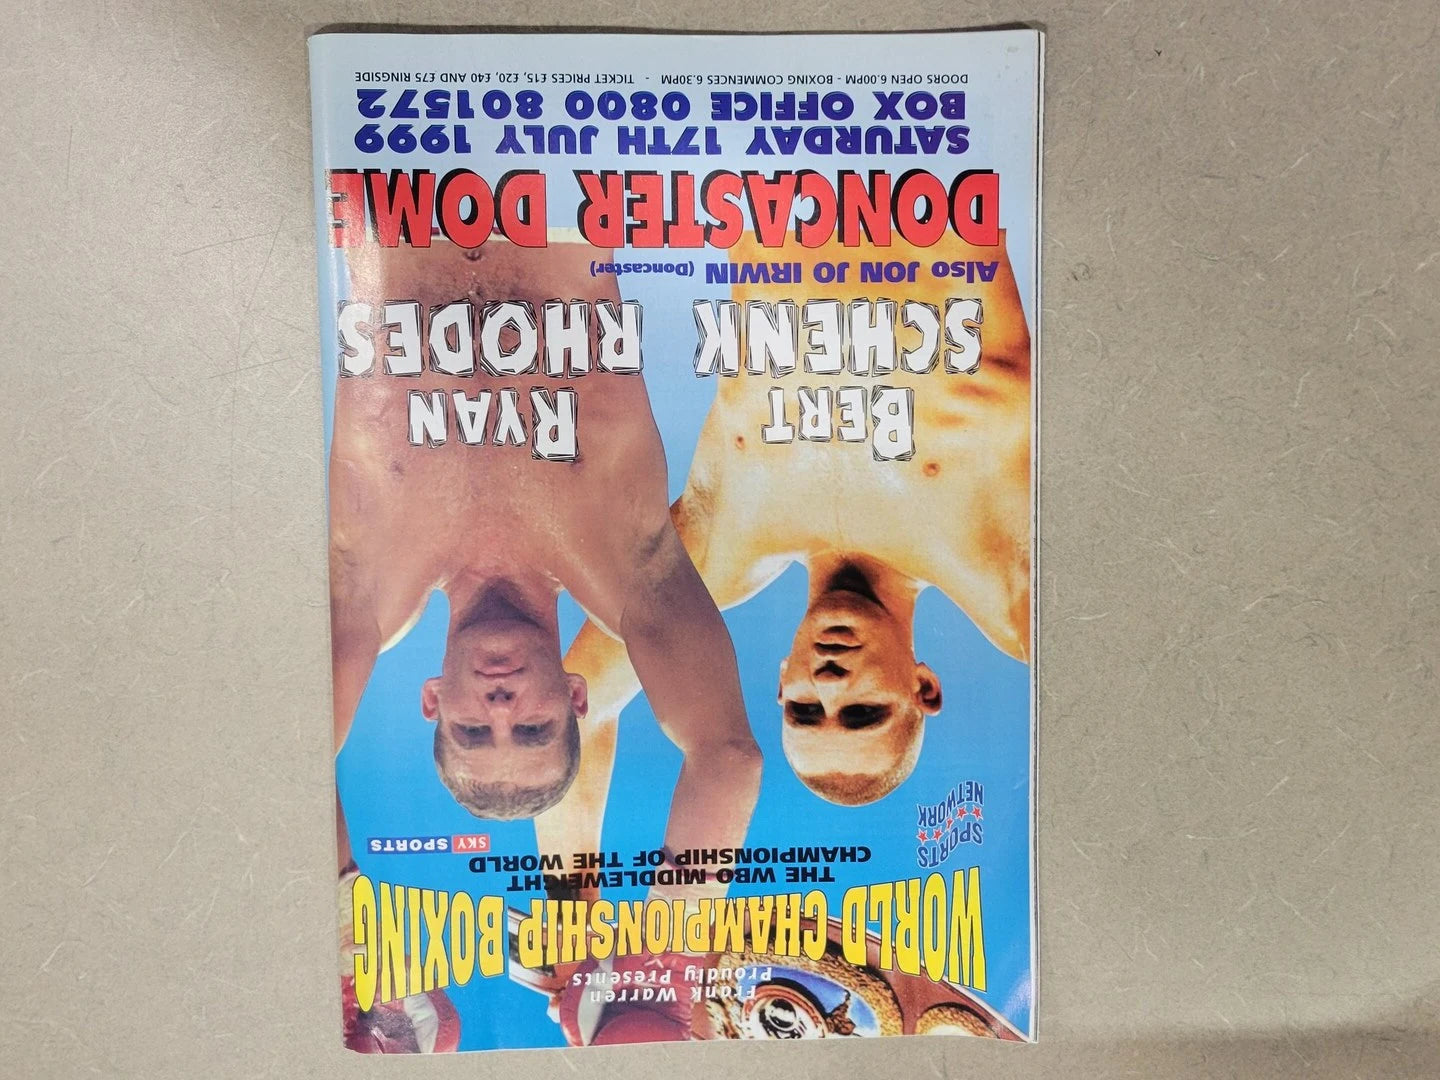 Frank Warren
Proudly Presents
WORLD CHAMPIONSHIP BOXING
THE WBO MIDDLEWEIGHT
CHAMPIONSHIP OF THE WORLD
SPORTS
NETWORK
SKY SPORTS
BERT
SCHENK
RYAN
RHODES
Also JON JO IRWIN (Doncaster)
DONCASTER DOME
SATURDAY 17TH JULY 1999
BOX OFFICE 0800 801572
DOORS OPEN 6.00PM - BOXING COMMENCES 6.30PM - TICKET PRICES £15, £20, £40 AND £75 RINGSIDE